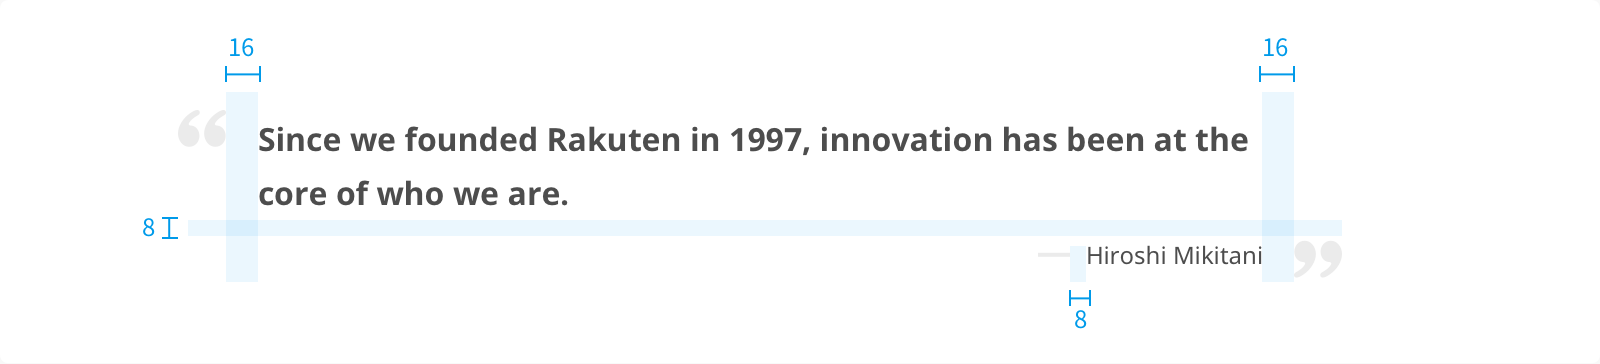 16 16
“ Since we founded Rakuten in 1997, innovation has been at the
core of who we are.
8
— Hiroshi Mikitani ”
8